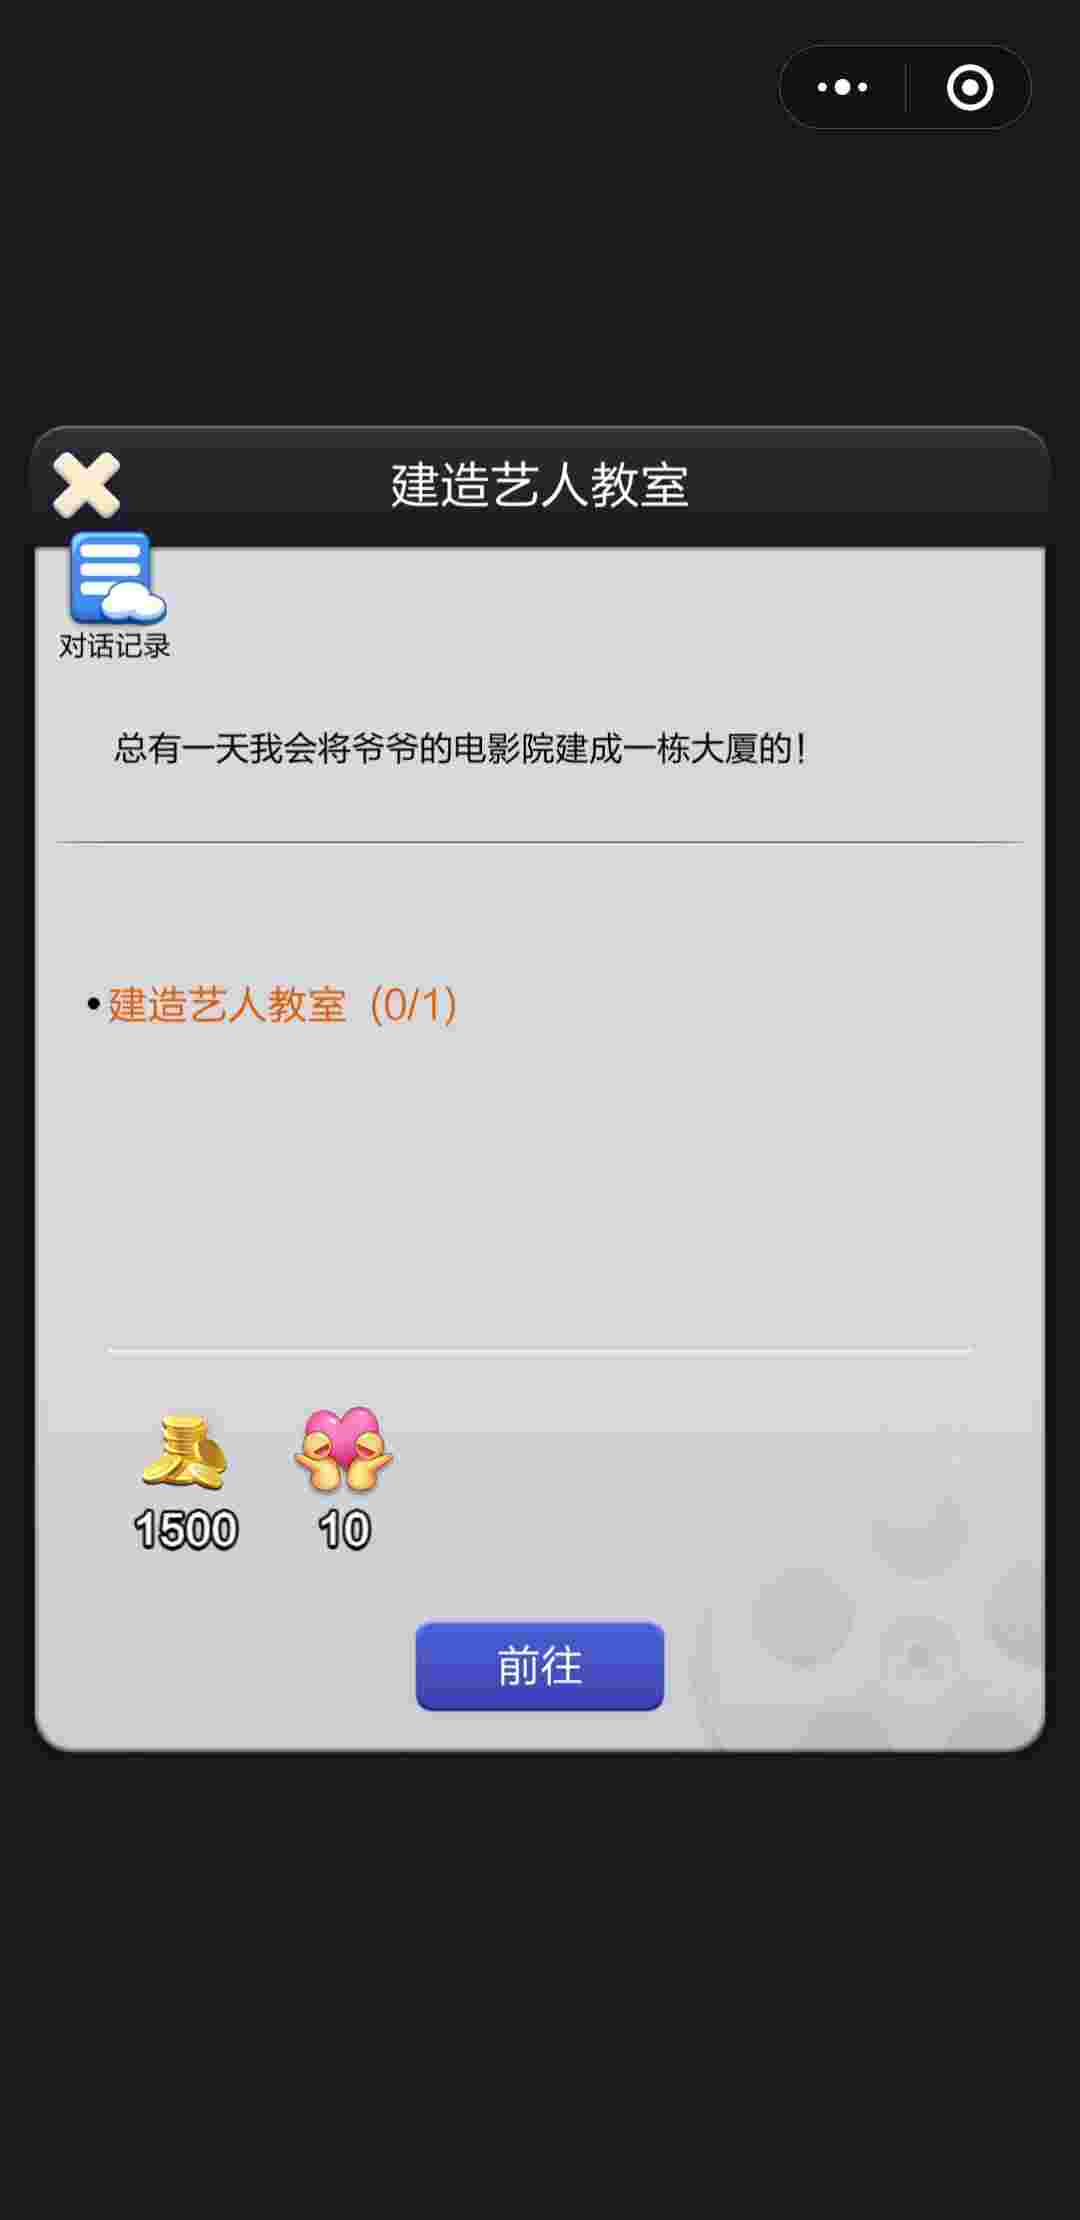 建造艺人教室
对话记录
总有一天我会将爷爷的电影院建成一栋大厦的！
•建造艺人教室 (0/1)
1500 10
前往